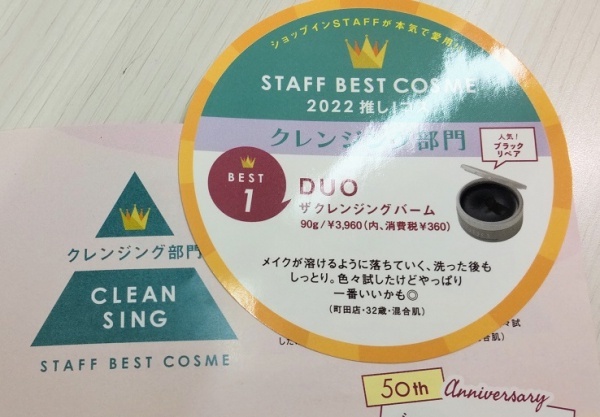 ショップインSTAFFが本気で愛用
STAFF BEST COSME
2022 推し
クレンジング部門
人気!
ブラック
リペア
BEST
1
DUO
ザ クレンジングバーム
90g/¥3,960(内、消費税¥360)
メイクが溶けるように落ちていく、洗った後も
しっとり。色々試したけどやっぱり
一番いいかも◎
(町田店・32歳・混合肌)
クレンジング部門
CLEAN
SING
STAFF BEST COSME
50th Anniversary